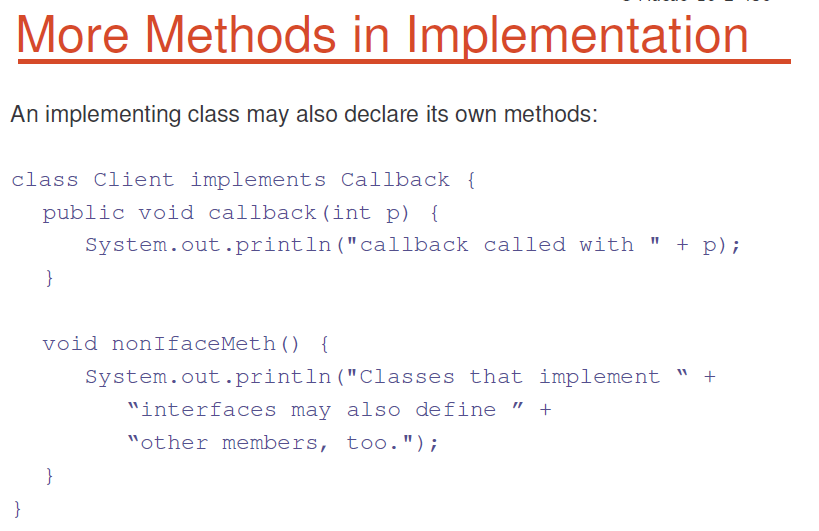 More Methods in Implementation
An implementing class may also declare its own methods:
class Client implements Callback {
public void callback(int p) {
System.out.println("callback called with " + p);
}
void nonIfaceMeth() {
System.out.println("Classes that implement “ +
“interfaces may also define ” +
“other members, too.");
}
}